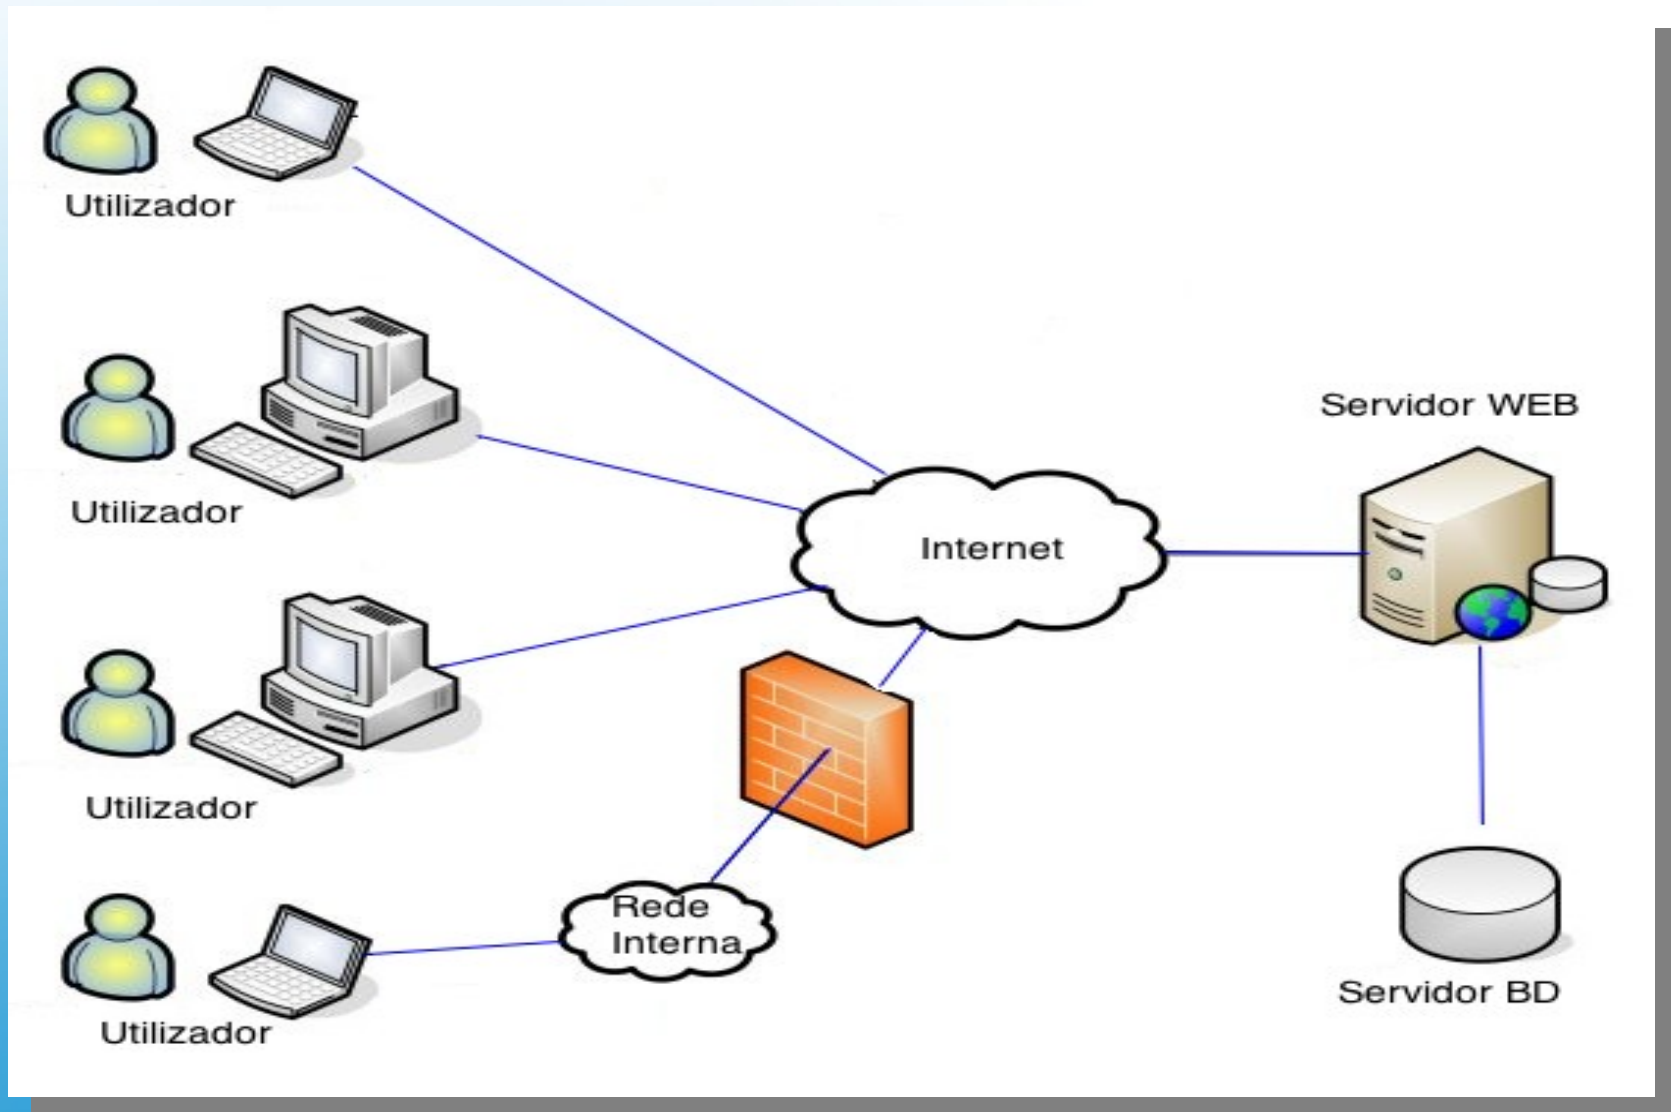 Utilizador
Utilizador
Utilizador
Utilizador
Rede
Interna
Internet
Servidor WEB
Servidor BD